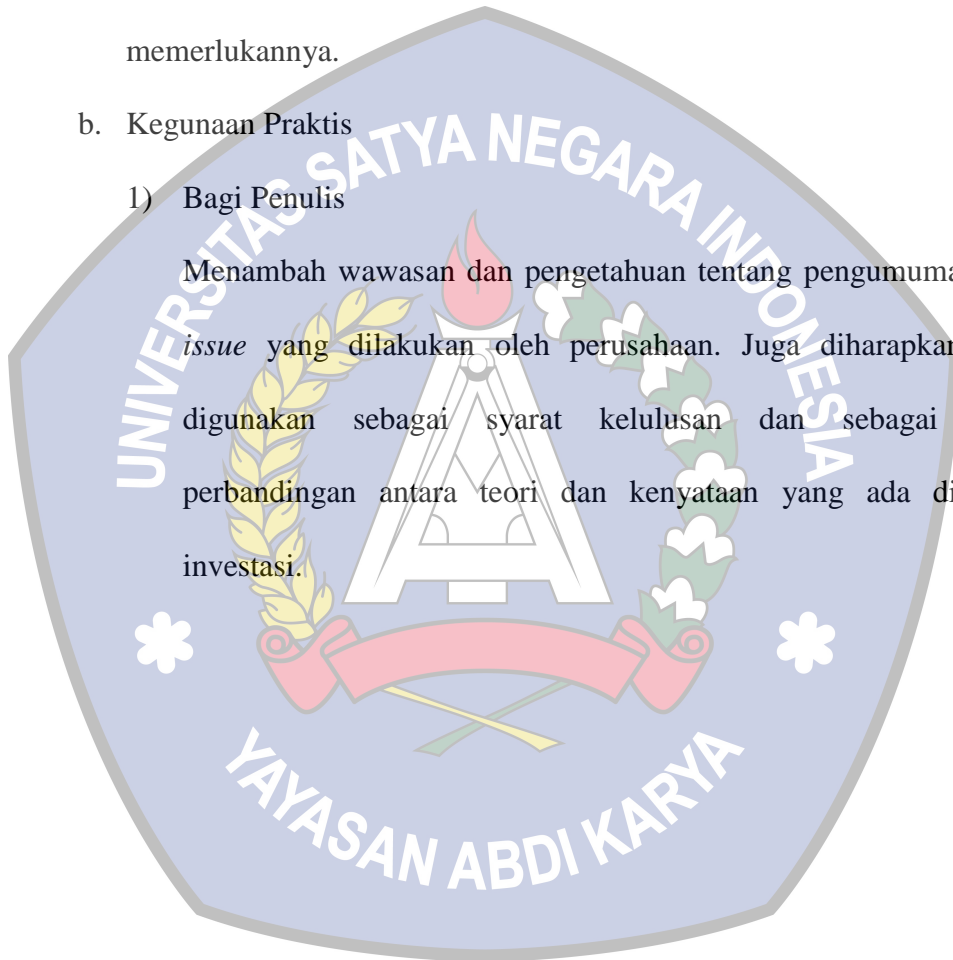 memerlukannya.
b. Kegunaan Praktis
1) Bagi Penulis
Menambah wawasan dan pengetahuan tentang pengumuma
issue yang dilakukan oleh perusahaan. Juga diharapkan
digunakan sebagai syarat kelulusan dan sebagai
perbandingan antara teori dan kenyataan yang ada di
investasi.
UNIVERSITAS SATYA NEGARA INDONESIA
YAYASAN ABDI KARYA